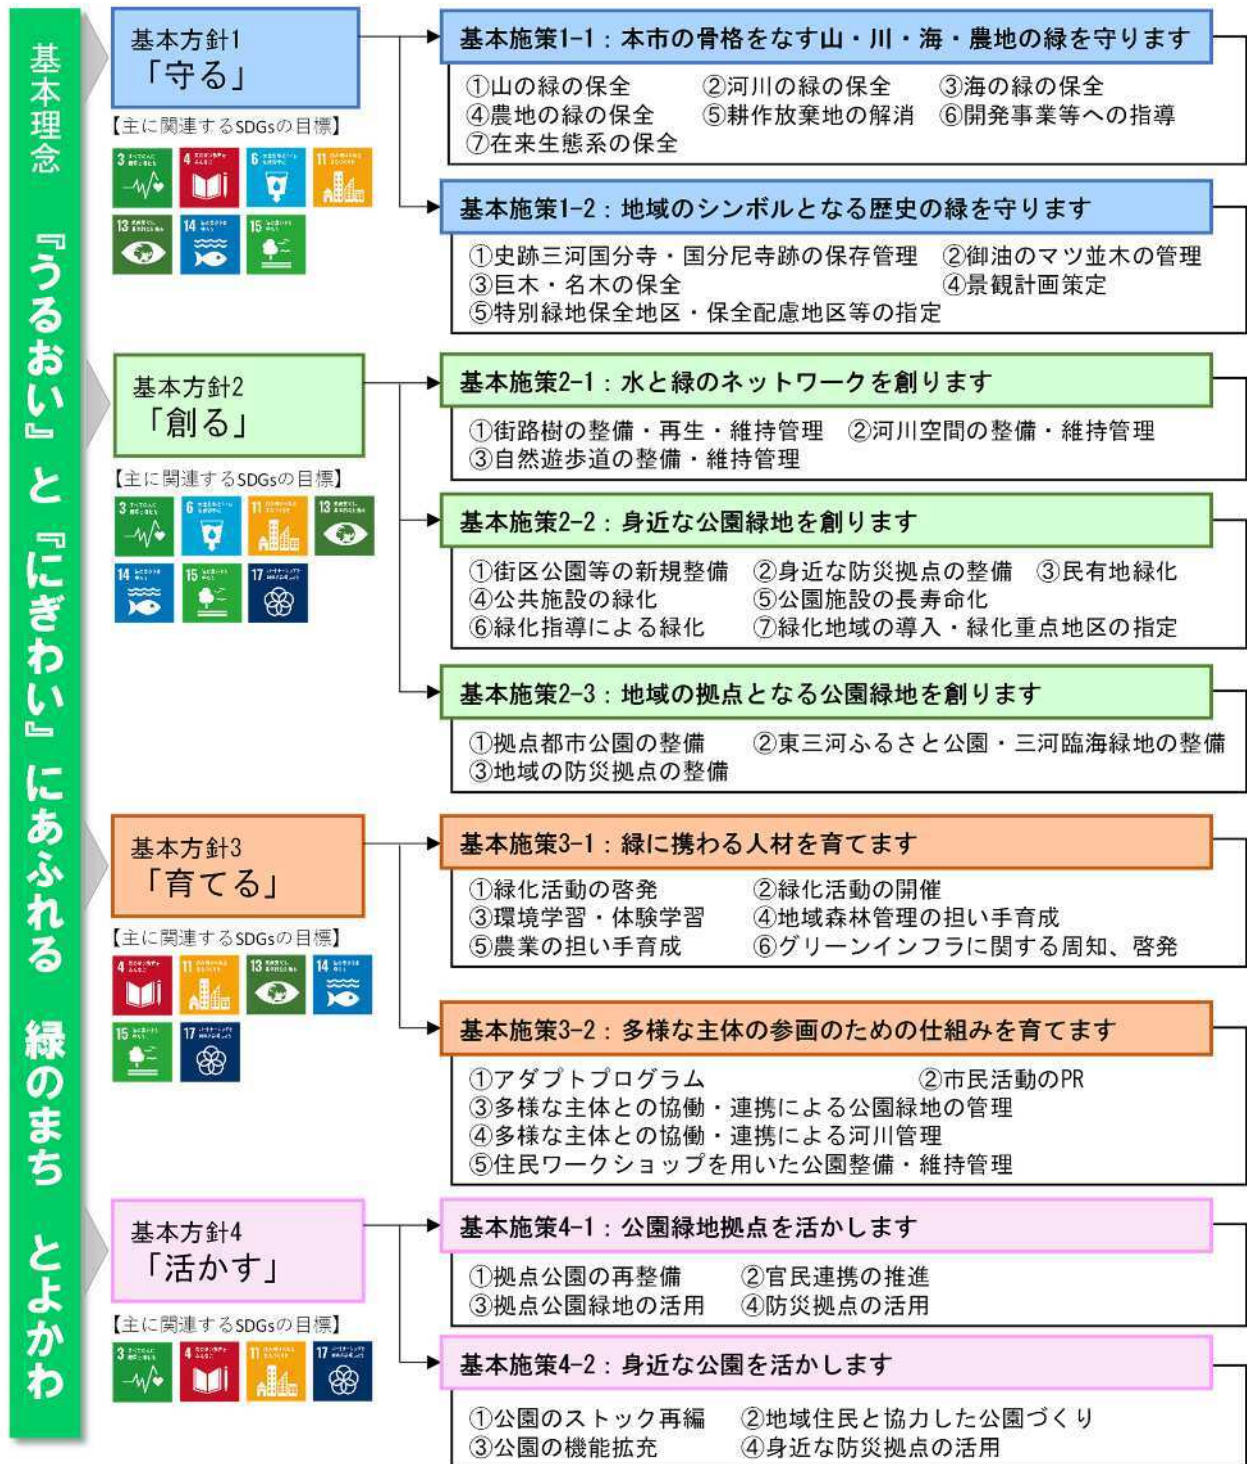 基本理念 『うるおい』と『にぎわい』にあふれる 緑のまち とよかわ
基本方針1
「守る」
【主に関連するSDGsの目標】
3
4
6
11
13
14
15
基本施策1-1：本市の骨格をなす山・川・海・農地の緑を守ります
①山の緑の保全 ②河川の緑の保全 ③海の緑の保全
④農地の緑の保全 ⑤耕作放棄地の解消 ⑥開発事業等への指導
⑦在来生態系の保全
基本施策1-2：地域のシンボルとなる歴史の緑を守ります
①史跡三河国分寺・国分尼寺跡の保存管理 ②御油のマツ並木の管理
③巨木・名木の保全 ④景観計画策定
⑤特別緑地保全地区・保全配慮地区等の指定
基本方針2
「創る」
【主に関連するSDGsの目標】
3
6
11
13
14
15
17
基本施策2-1：水と緑のネットワークを創ります
①街路樹の整備・再生・維持管理 ②河川空間の整備・維持管理
③自然遊歩道の整備・維持管理
基本施策2-2：身近な公園緑地を創ります
①街区公園等の新規整備 ②身近な防災拠点の整備 ③民有地緑化
④公共施設の緑化 ⑤公園施設の長寿命化
⑥緑化指導による緑化 ⑦緑化地域の導入・緑化重点地区の指定
基本施策2-3：地域の拠点となる公園緑地を創ります
①拠点都市公園の整備 ②東三河ふるさと公園・三河臨海緑地の整備
③地域の防災拠点の整備
基本方針3
「育てる」
【主に関連するSDGsの目標】
4
11
13
14
15
17
基本施策3-1：緑に携わる人材を育てます
①緑化活動の啓発 ②緑化活動の開催
③環境学習・体験学習 ④地域森林管理の担い手育成
⑤農業の担い手育成 ⑥グリーンインフラに関する周知、啓発
基本施策3-2：多様な主体の参画のための仕組みを育てます
①アダプトプログラム ②市民活動のPR
③多様な主体との協働・連携による公園緑地の管理
④多様な主体との協働・連携による河川管理
⑤住民ワークショップを用いた公園整備・維持管理
基本方針4
「活かす」
【主に関連するSDGsの目標】
3
4
11
17
基本施策4-1：公園緑地拠点を活かします
①拠点公園の再整備 ②官民連携の推進
③拠点公園緑地の活用 ④防災拠点の活用
基本施策4-2：身近な公園を活かします
①公園のストック再編 ②地域住民と協力した公園づくり
③公園の機能拡充 ④身近な防災拠点の活用